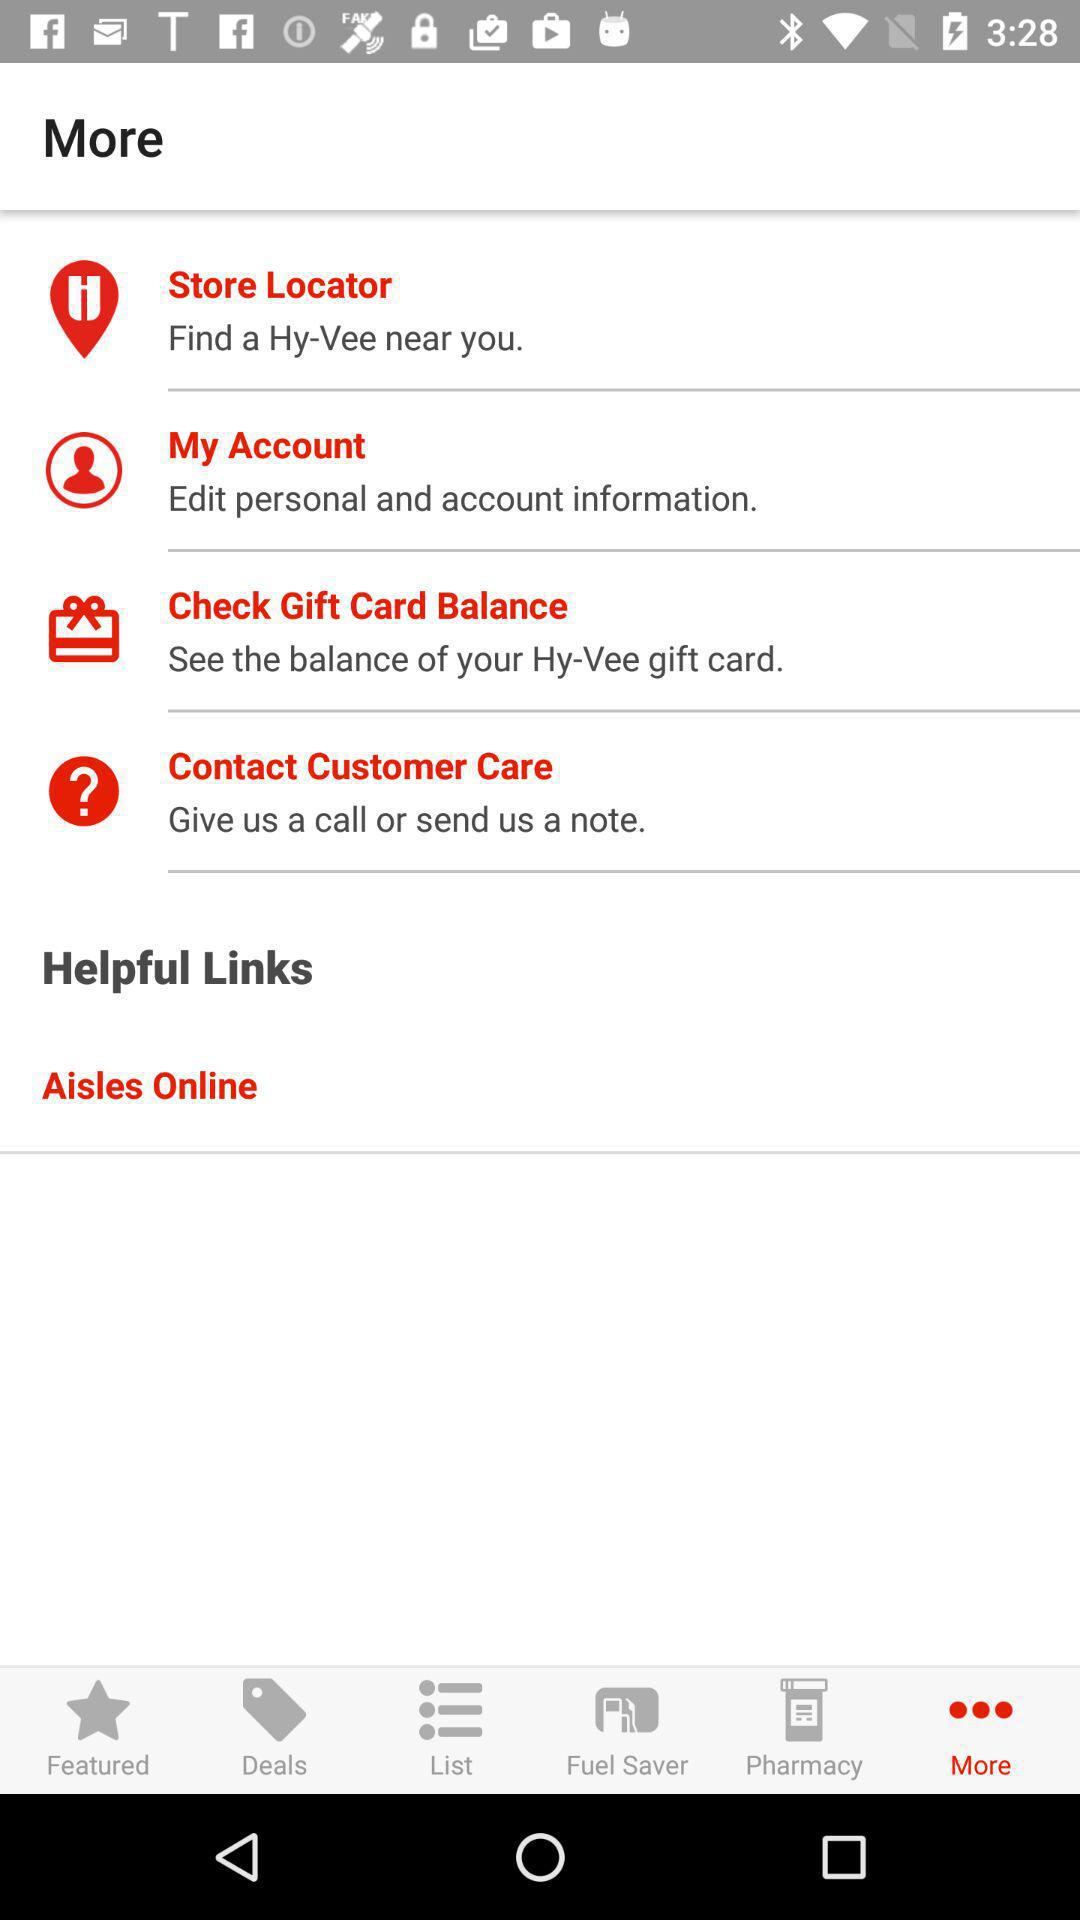 FAKE
3:28
More
Store Locator
Find a Hy-Vee near you.
My Account
Edit personal and account information.
Check Gift Card Balance
See the balance of your Hy-Vee gift card.
Contact Customer Care
Give us a call or send us a note.
Helpful Links
Aisles Online
Featured
Deals
List
Fuel Saver
Pharmacy
More